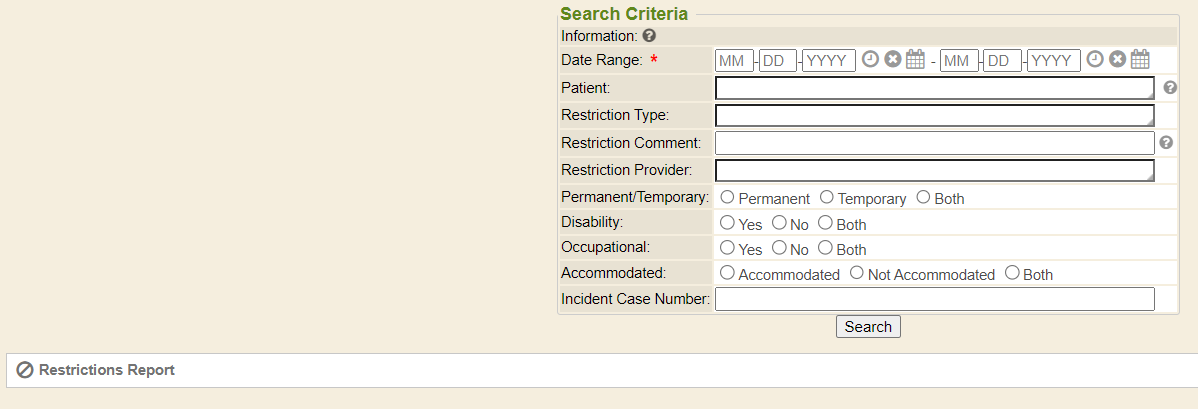 Search Criteria
Information: ?
Date Range: * MM - DD - YYYY - MM - DD - YYYY
Patient: ?
Restriction Type:
Restriction Comment: ?
Restriction Provider:
Permanent/Temporary: Permanent Temporary Both
Disability: Yes No Both
Occupational: Yes No Both
Accommodated: Accommodated Not Accommodated Both
Incident Case Number:
Search
Restrictions Report